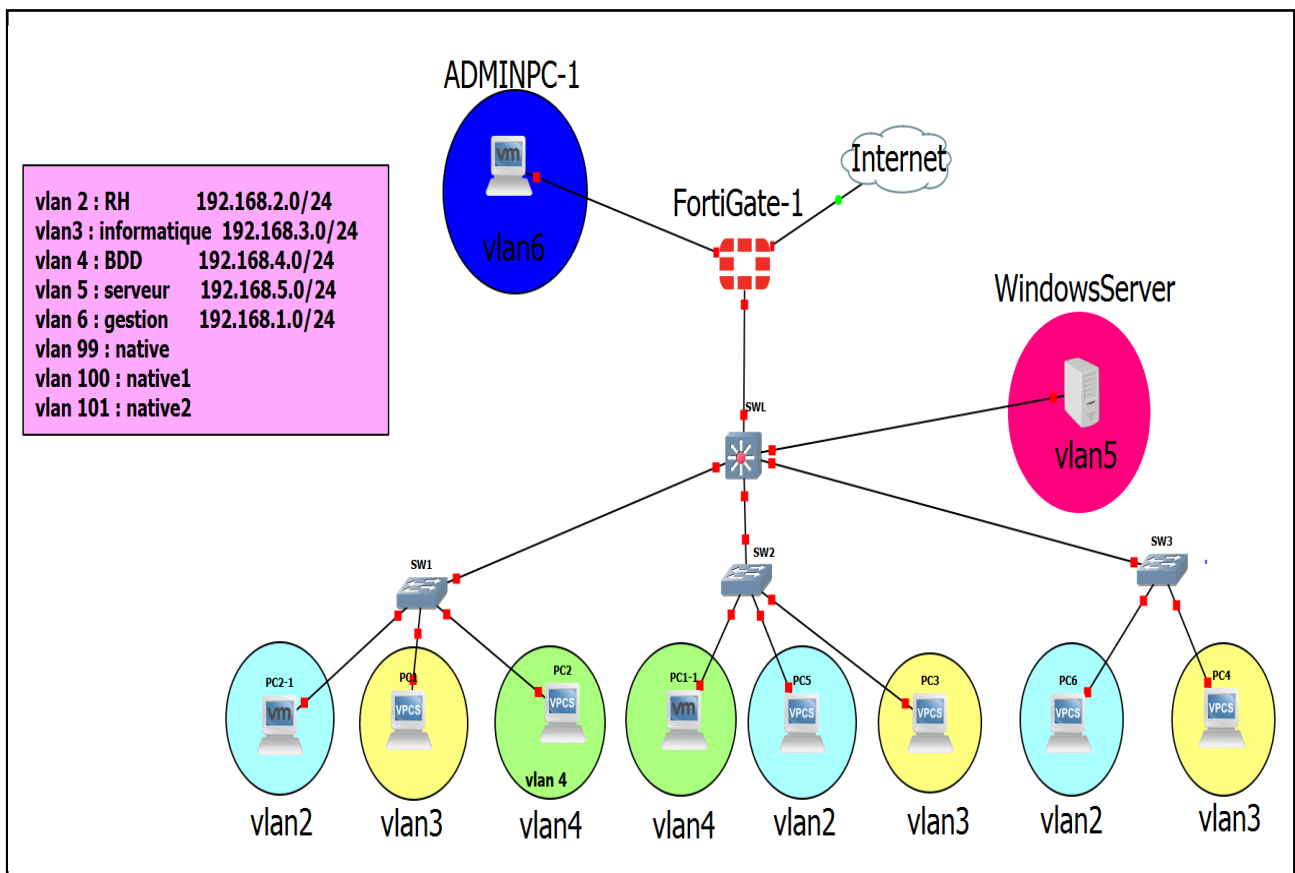 ADMINPC-1
vm
vlan6
Internet
FortiGate-1
vlan 2 : RH 192.168.2.0/24
vlan3 : informatique 192.168.3.0/24
vlan 4 : BDD 192.168.4.0/24
vlan 5 : serveur 192.168.5.0/24
vlan 6 : gestion 192.168.1.0/24
vlan 99 : native
vlan 100 : native1
vlan 101 : native2
WindowsServer
vlan5
SWL
SW1
SW2
SW3
PC2-1
vm
PC1
VPCS
PC2
VPCS
vlan 4
PC1-1
vm
PC5
VPCS
PC3
VPCS
PC6
VPCS
PC4
VPCS
vlan2
vlan3
vlan4
vlan4
vlan2
vlan3
vlan2
vlan3